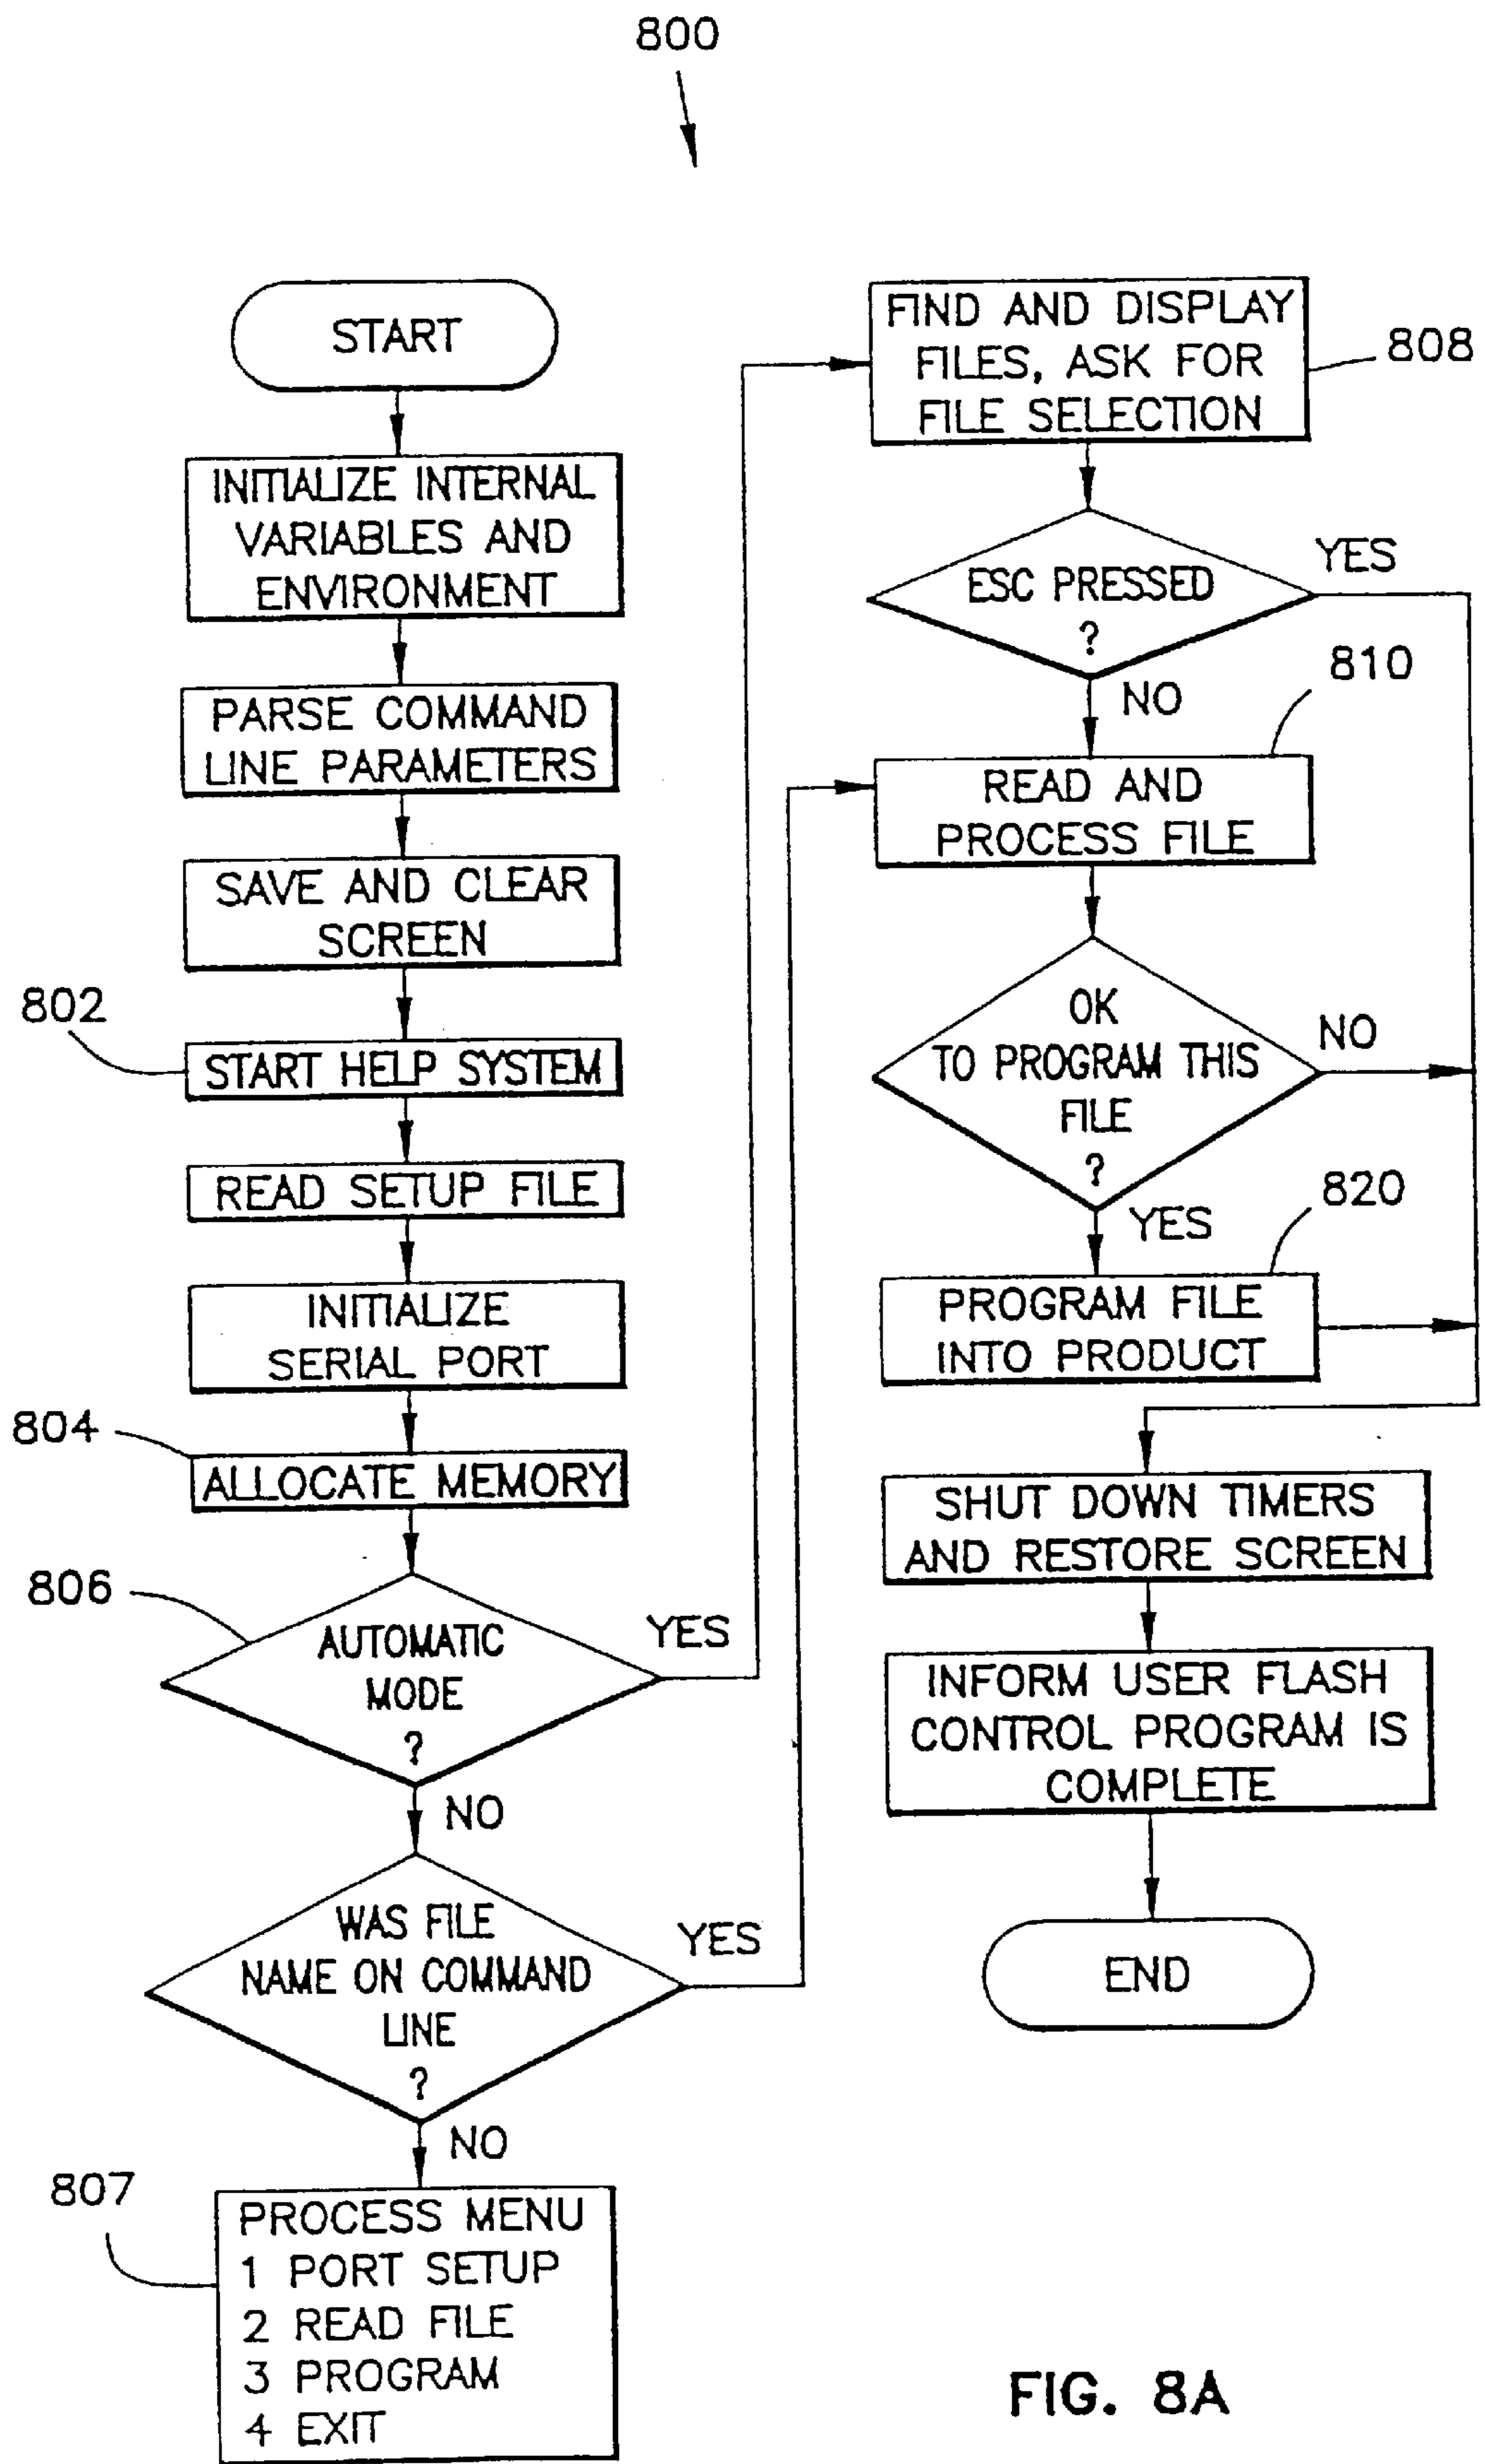 800
START
INITIALIZE INTERNAL
VARIABLES AND
ENVIRONMENT
PARSE COMMAND
LINE PARAMETERS
SAVE AND CLEAR
SCREEN
802
START HELP SYSTEM
READ SETUP FILE
INITIALIZE
SERIAL PORT
804
ALLOCATE MEMORY
806
AUTOMATIC
MODE
?
YES
NO
WAS FILE
NAME ON COMMAND
LINE
?
YES
NO
807
PROCESS MENU
1 PORT SETUP
2 READ FILE
3 PROGRAM
4 EXIT
FIND AND DISPLAY
FILES, ASK FOR
FILE SELECTION
808
ESC PRESSED
?
YES
NO
810
READ AND
PROCESS FILE
OK
TO PROGRAM THIS
FILE
?
NO
YES
820
PROGRAM FILE
INTO PRODUCT
SHUT DOWN TIMERS
AND RESTORE SCREEN
INFORM USER FLASH
CONTROL PROGRAM IS
COMPLETE
END
FIG. 8A